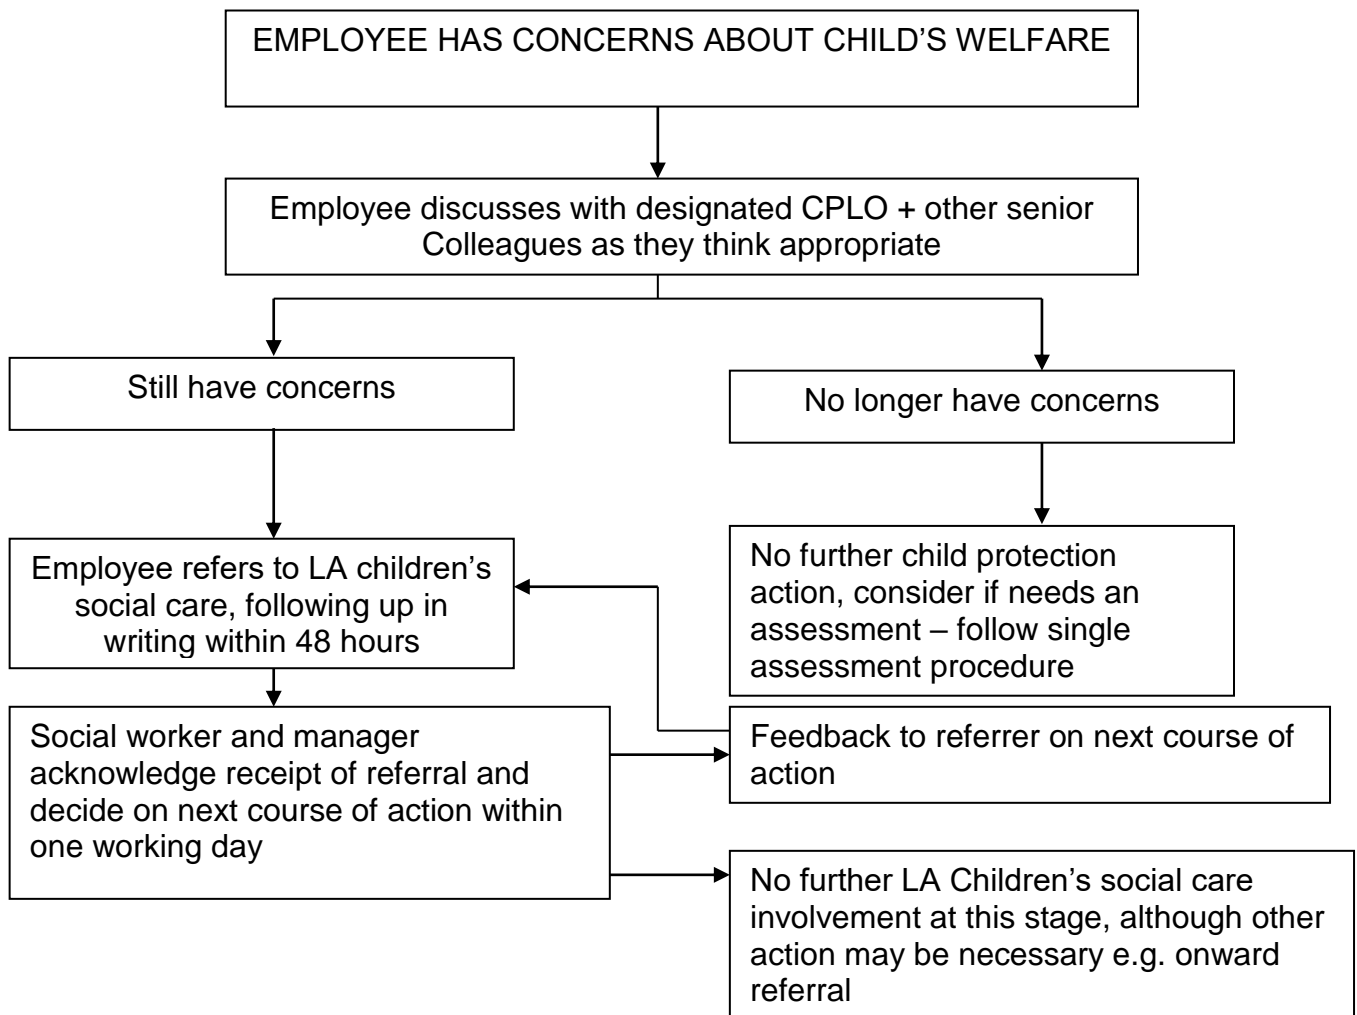 EMPLOYEE HAS CONCERNS ABOUT CHILD'S WELFARE
Employee discusses with designated CPLO + other senior
Colleagues as they think appropriate
Still have concerns
No longer have concerns
Employee refers to LA children's
social care, following up in
writing within 48 hours
No further child protection
action, consider if needs an
assessment – follow single
assessment procedure
Social worker and manager
acknowledge receipt of referral and
decide on next course of action within
one working day
Feedback to referrer on next course of
action
No further LA Children's social care
involvement at this stage, although other
action may be necessary e.g. onward
referral